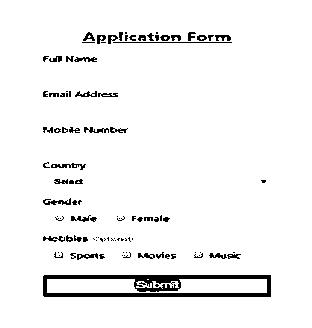 Application Form
Full Name
Email Address
Mobile Number
Country
Select
Gender
Male Female
Hobbies (Optional)
Sports Movies Music
Submit